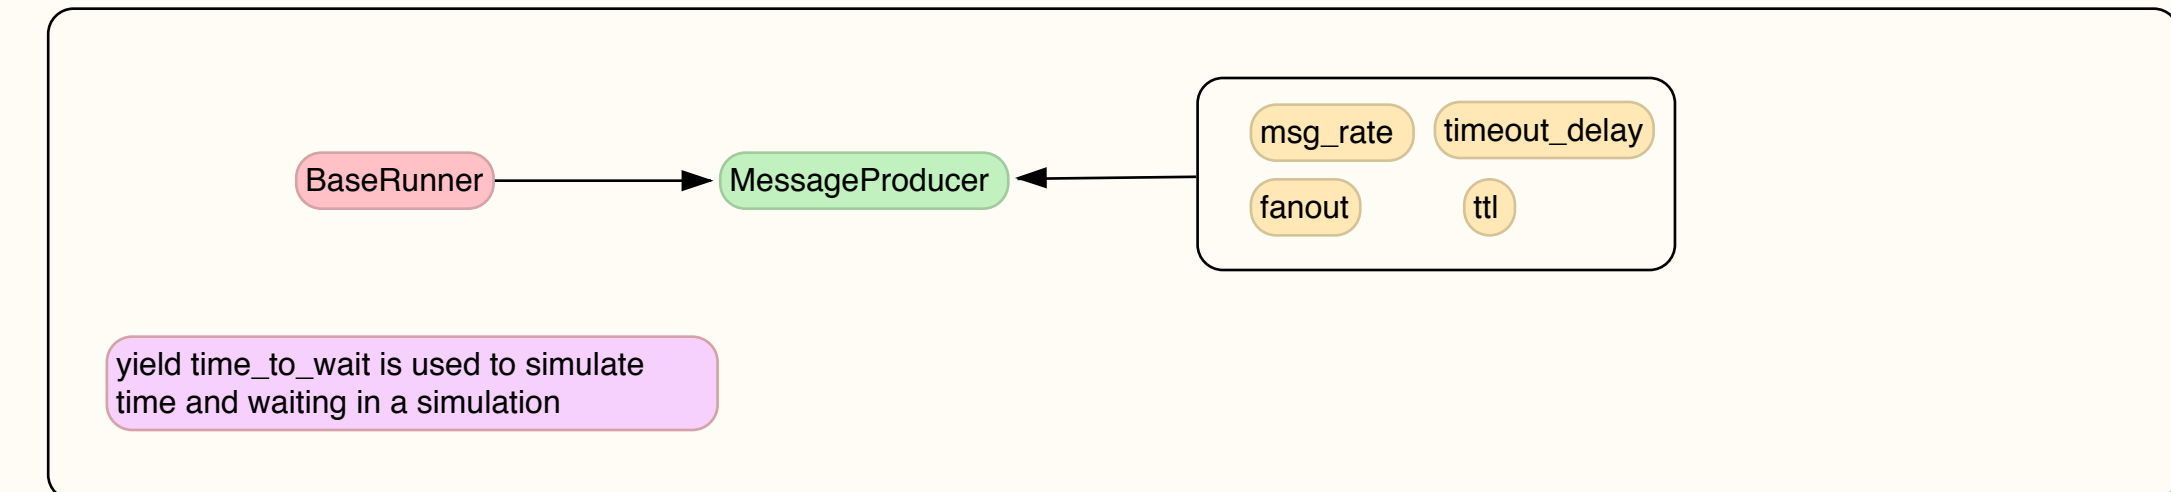 BaseRunner
MessageProducer
msg_rate
timeout_delay
fanout
ttl
yield time_to_wait is used to simulate
time and waiting in a simulation